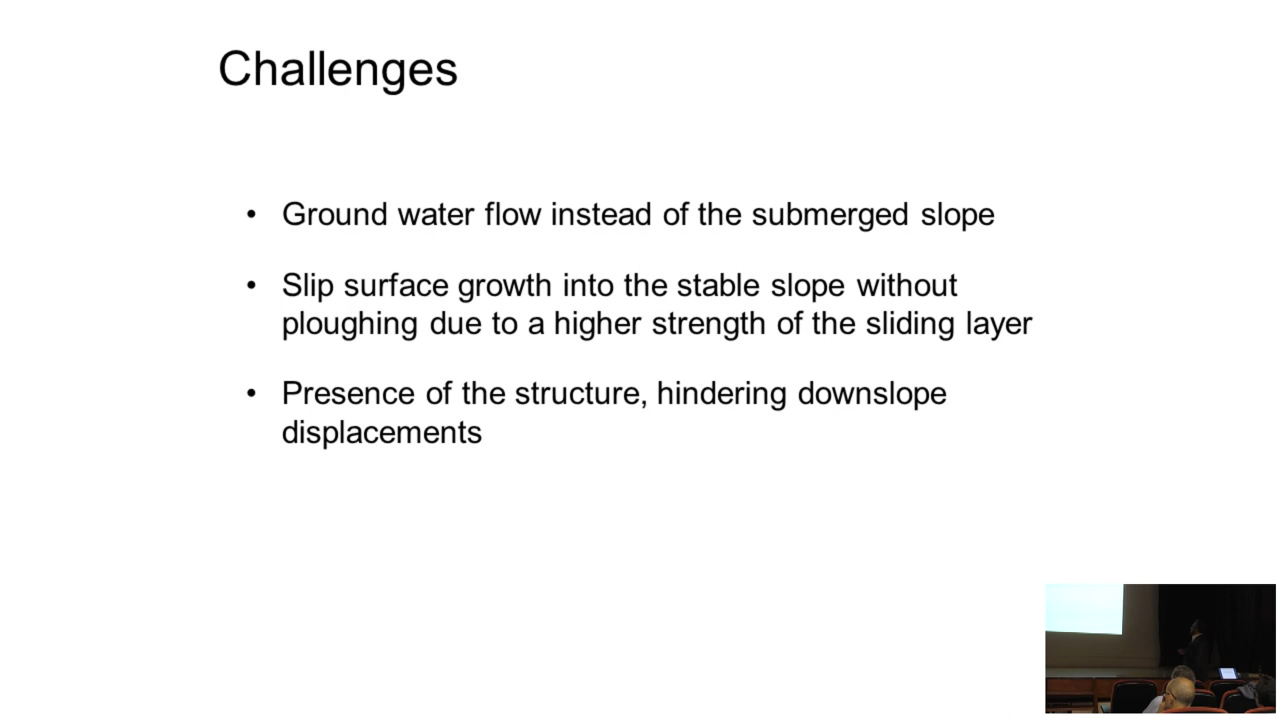 Challenges
• Ground water flow instead of the submerged slope
• Slip surface growth into the stable slope without
ploughing due to a higher strength of the sliding layer
• Presence of the structure, hindering downslope
displacements